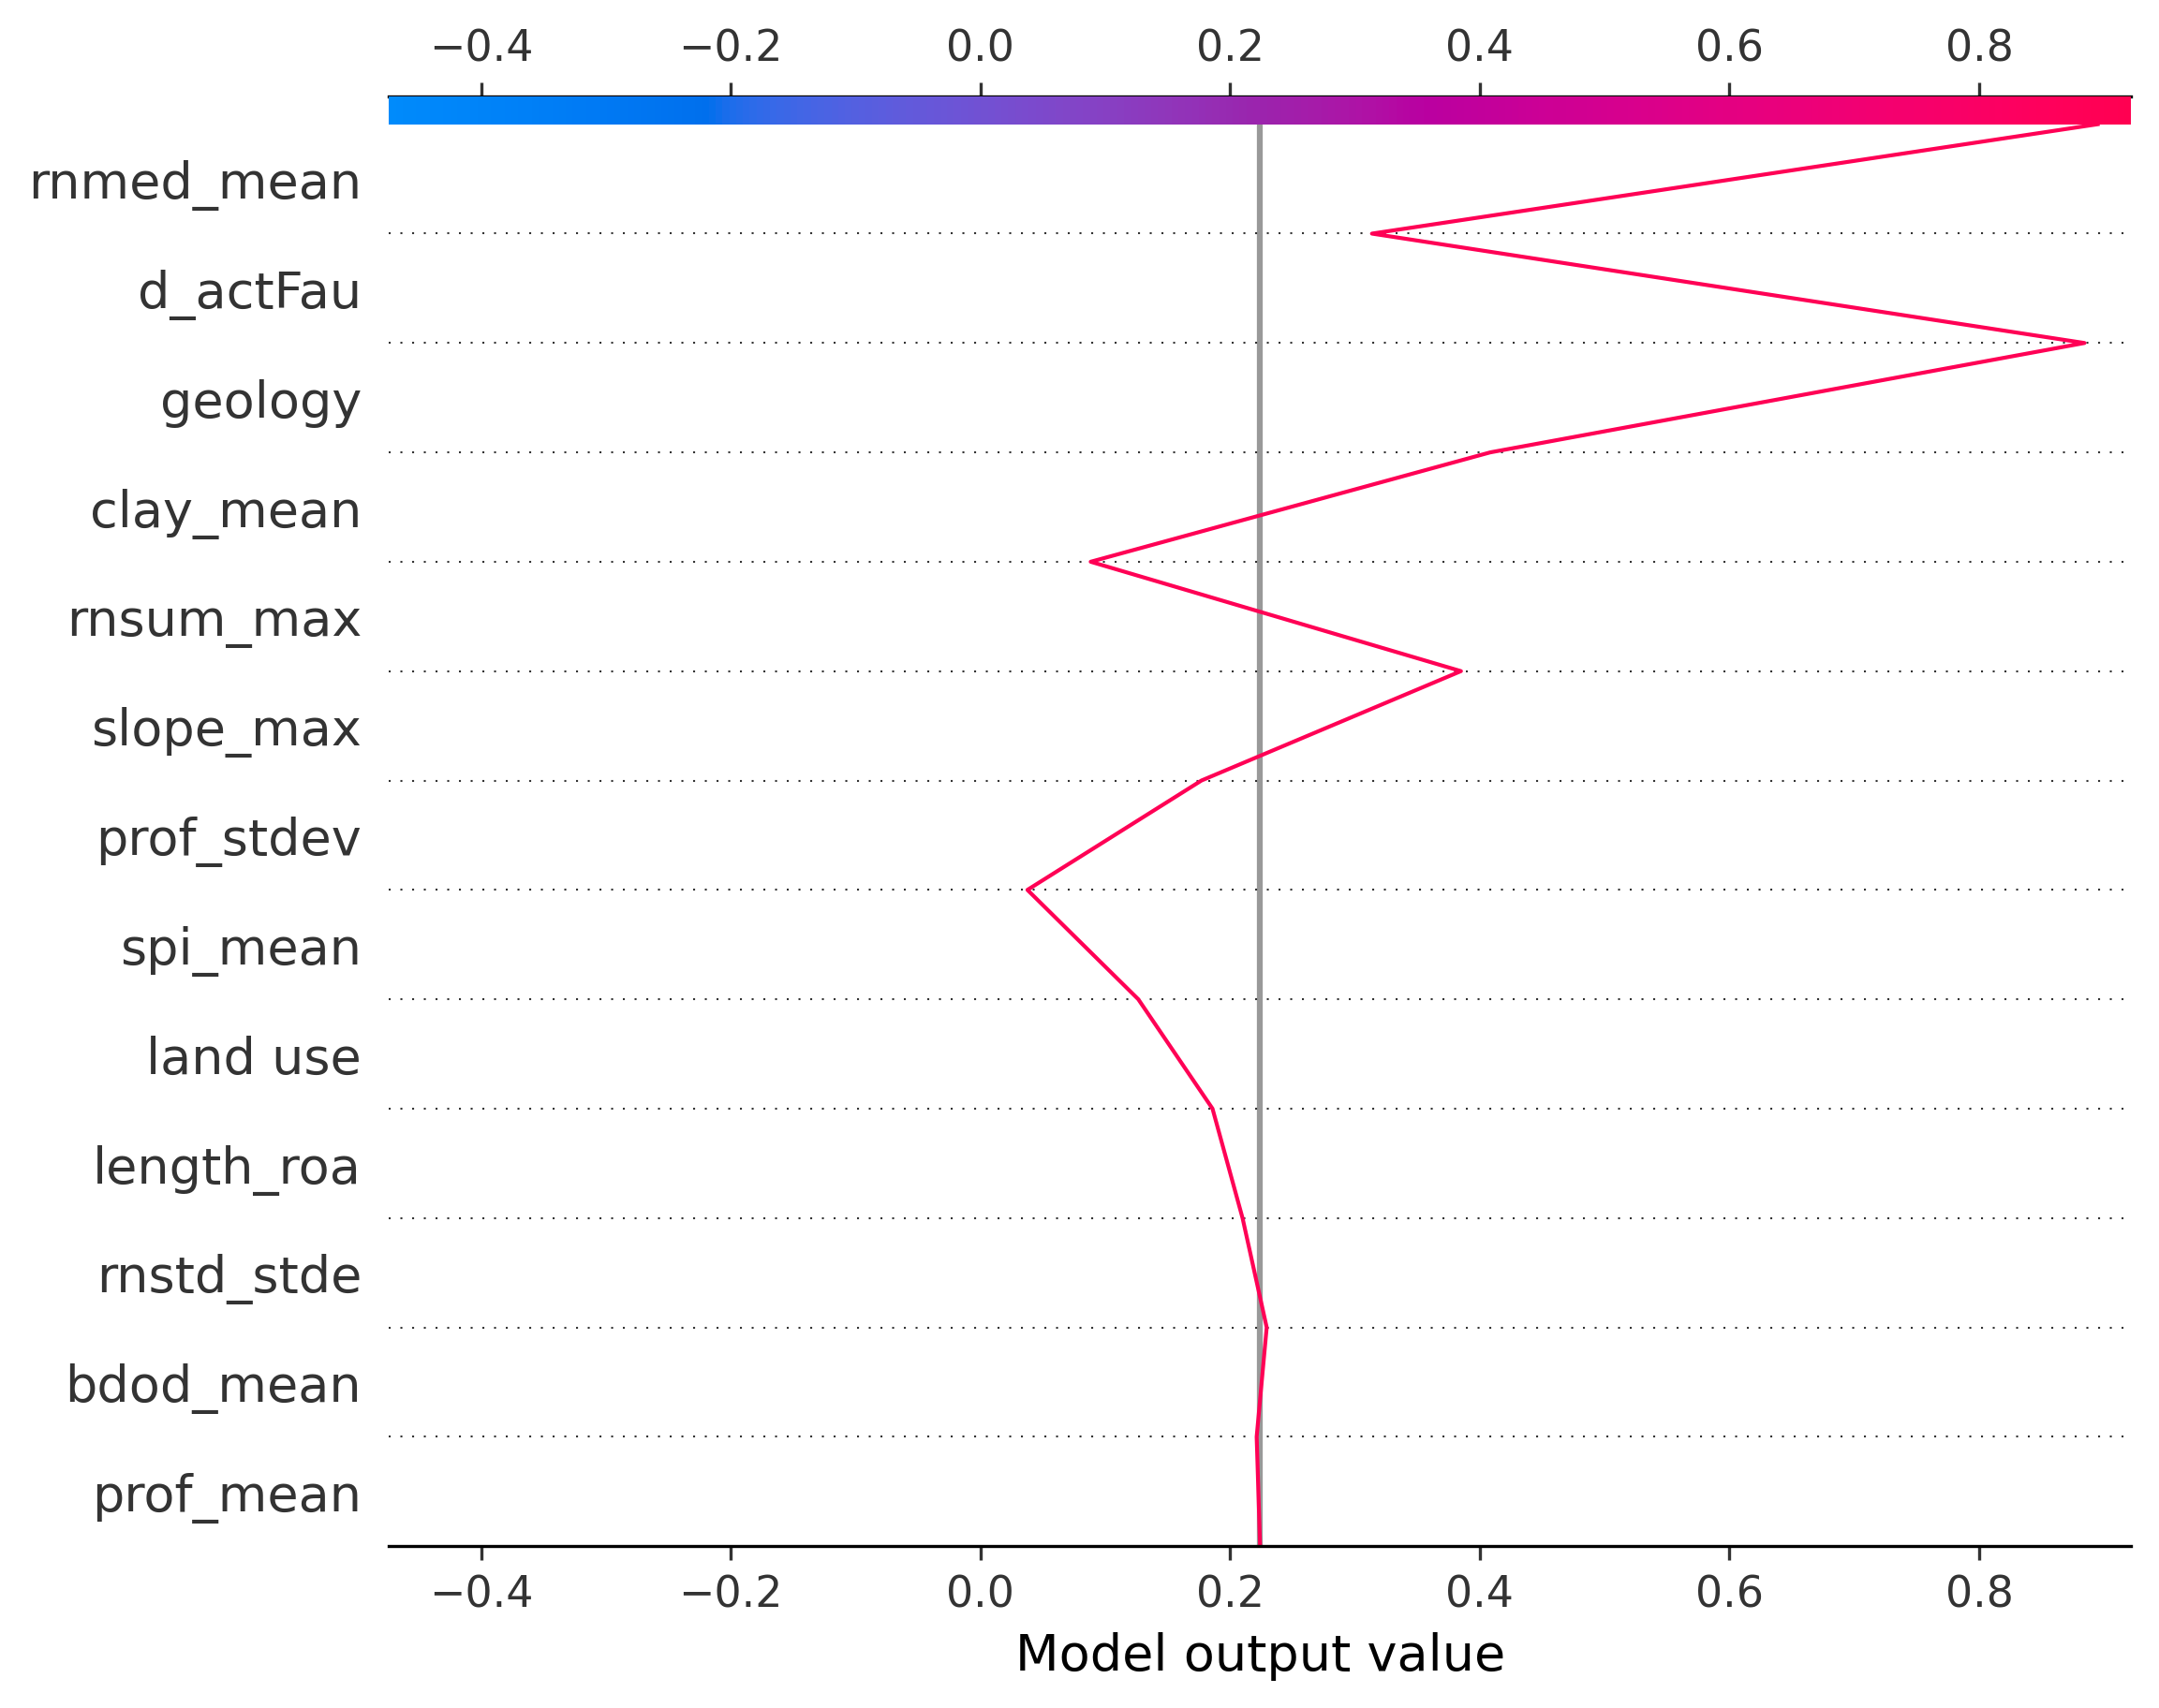 −0.4 −0.2 0.0 0.2 0.4 0.6 0.8
rnmed_mean
d_actFau
geology
clay_mean
rnsum_max
slope_max
prof_stdev
spi_mean
land use
length_roa
rnstd_stde
bdod_mean
prof_mean
−0.4 −0.2 0.0 0.2 0.4 0.6 0.8
Model output value